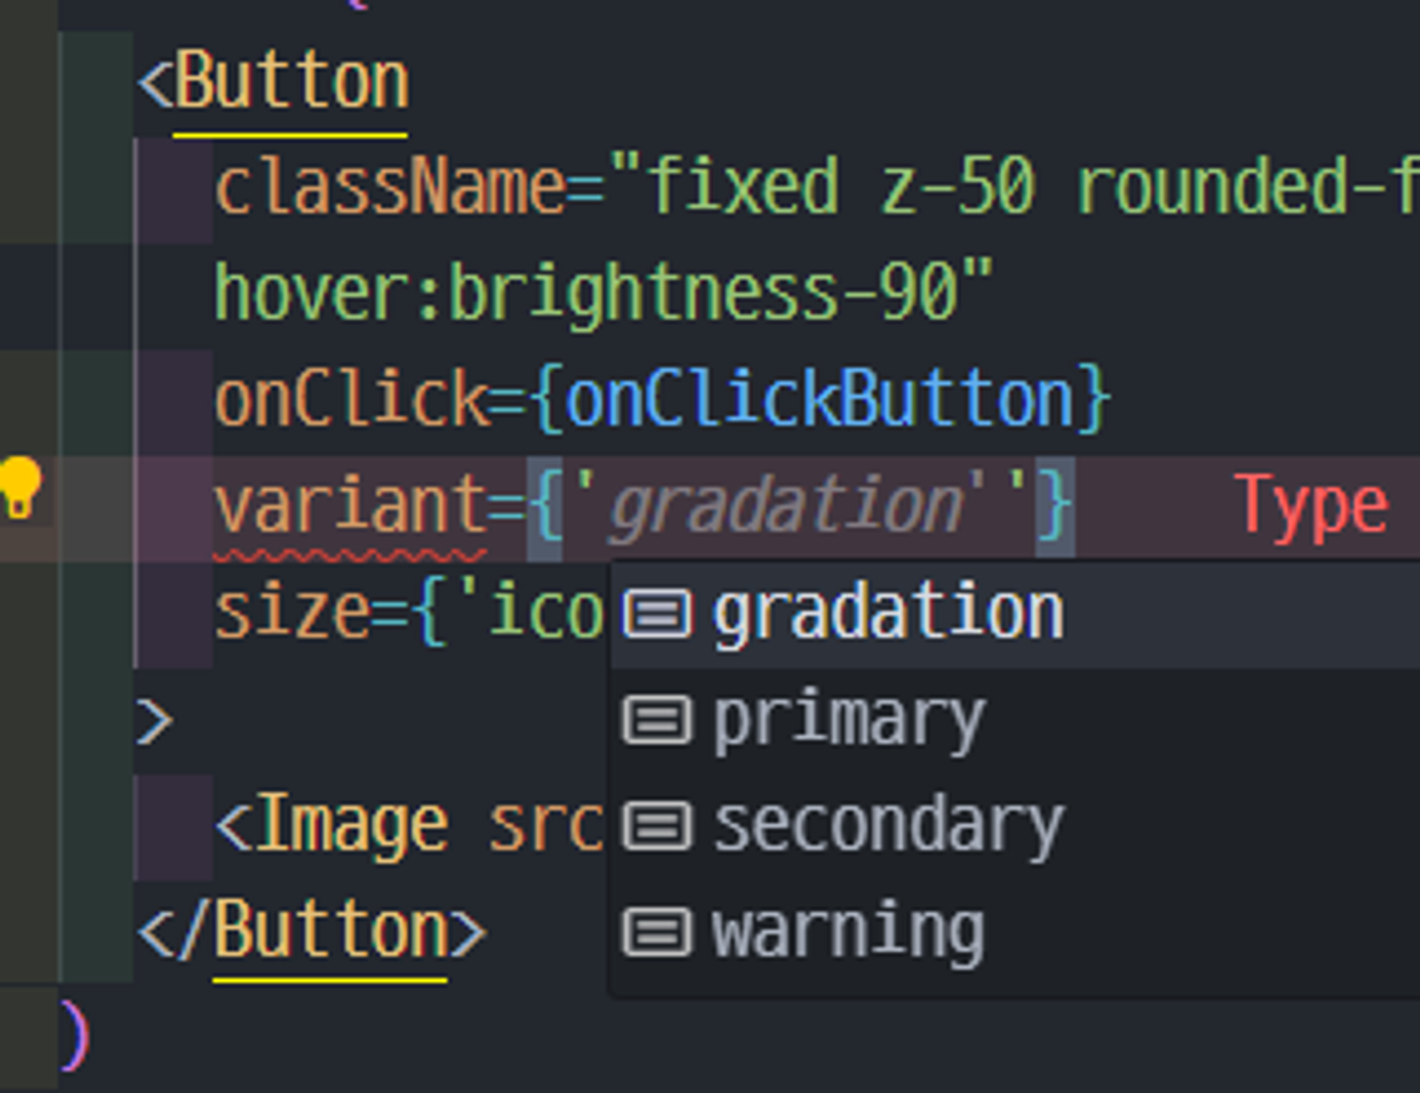 <Button
className="fixed z-50 rounded-f
hover:brightness-90"
onClick={onClickButton}
variant={'gradation''} Type
size={'ico
gradation
primary
>
<Image src
secondary
</Button>
warning
)